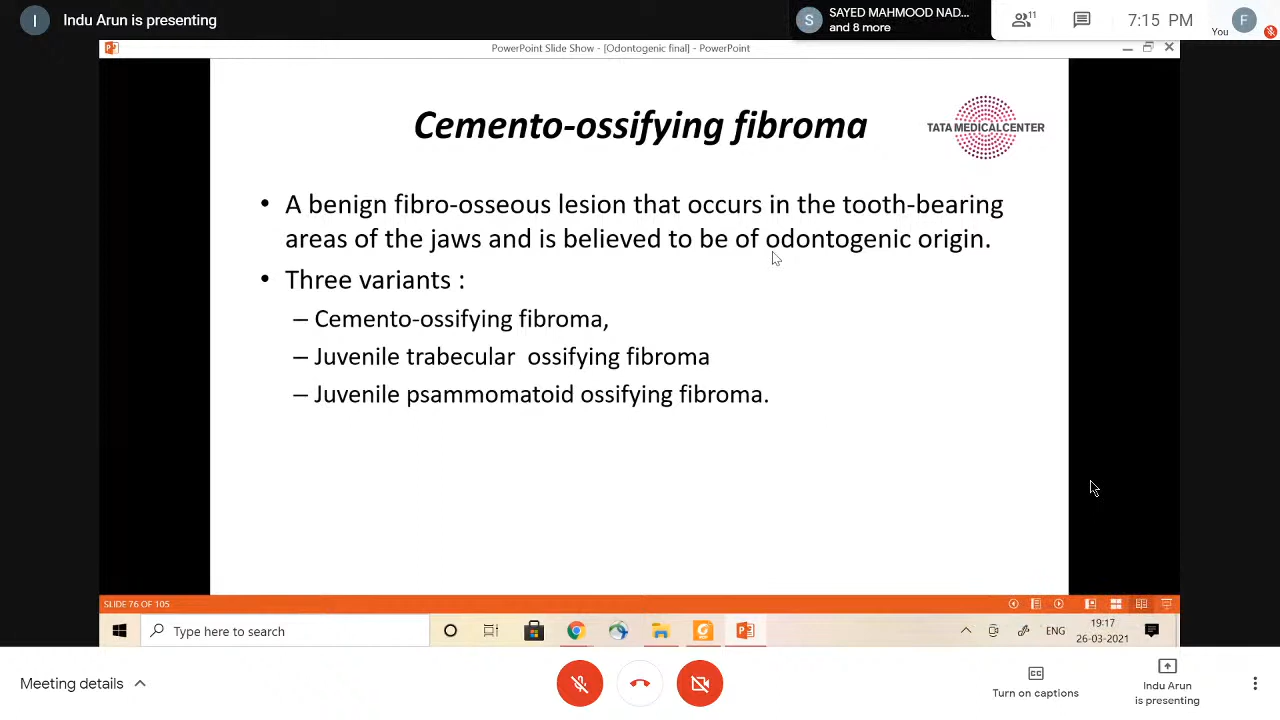 I
Indu Arun is presenting
S
SAYED MAHMOOD NAD...
and 8 more
11
7:15 PM
You
F
PowerPoint Slide Show - [Odontogenic final] - PowerPoint
Cemento-ossifying fibroma
TATA MEDICAL CENTER
• A benign fibro-osseous lesion that occurs in the tooth-bearing
areas of the jaws and is believed to be of odontogenic origin.
• Three variants :
– Cemento-ossifying fibroma,
– Juvenile trabecular ossifying fibroma
– Juvenile psammomatoid ossifying fibroma.
SLIDE 76 OF 105
Type here to search
ENG
19:17
26-03-2021
Meeting details
CC
Turn on captions
Indu Arun
is presenting